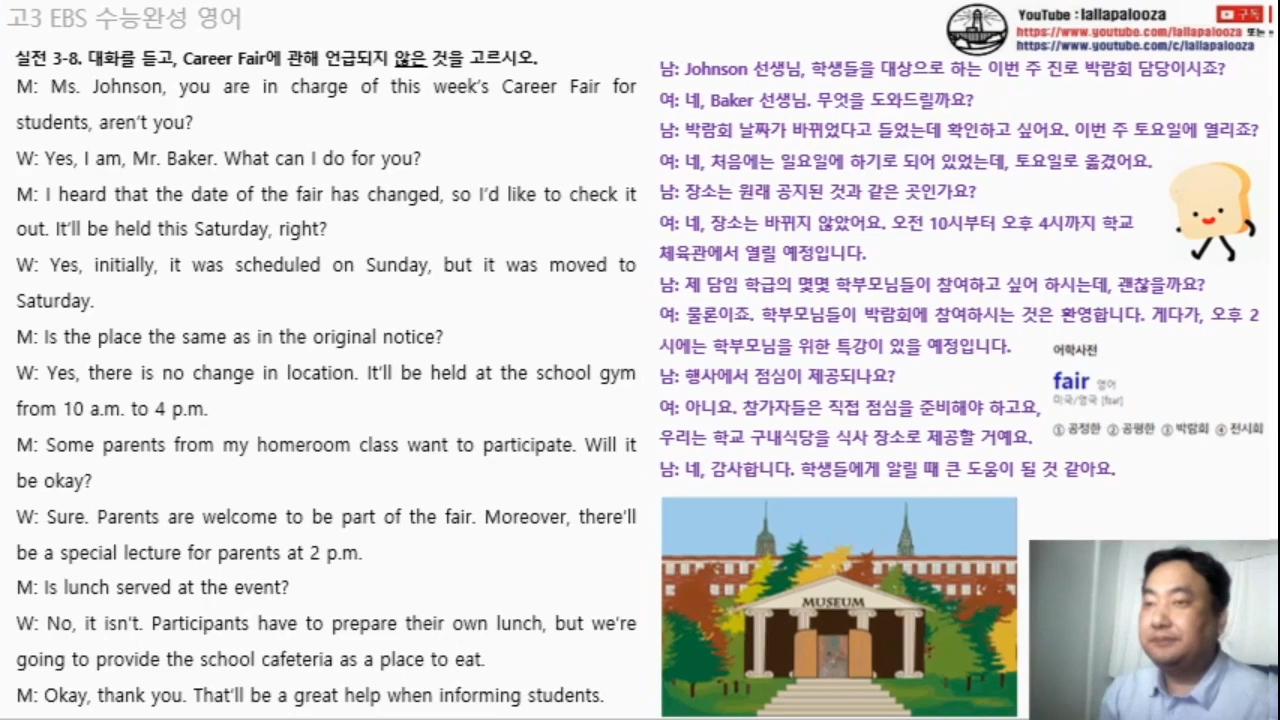 고3 EBS 수능완성 영어
YouTube : lallapalooza
구독
https://www.youtube.com/lallapalooza 또는
https://www.youtube.com/c/lallapalooza
실전 3-8. 대화를 듣고, Career Fair에 관해 언급되지 않은 것을 고르시오.
M: Ms. Johnson, you are in charge of this week's Career Fair for
students, aren't you?
W: Yes, I am, Mr. Baker. What can I do for you?
M: I heard that the date of the fair has changed, so I'd like to check it
out. It'll be held this Saturday, right?
W: Yes, initially, it was scheduled on Sunday, but it was moved to
Saturday.
M: Is the place the same as in the original notice?
W: Yes, there is no change in location. It'll be held at the school gym
from 10 a.m. to 4 p.m.
M: Some parents from my homeroom class want to participate. Will it
be okay?
W: Sure. Parents are welcome to be part of the fair. Moreover, there'll
be a special lecture for parents at 2 p.m.
M: Is lunch served at the event?
W: No, it isn't. Participants have to prepare their own lunch, but we're
going to provide the school cafeteria as a place to eat.
M: Okay, thank you. That'll be a great help when informing students.
남: Johnson 선생님, 학생들을 대상으로 하는 이번 주 진로 박람회 담당이시죠?
여: 네, Baker 선생님. 무엇을 도와드릴까요?
남: 박람회 날짜가 바뀌었다고 들었는데 확인하고 싶어요. 이번 주 토요일에 열리죠?
여: 네, 처음에는 일요일에 하기로 되어 있었는데, 토요일로 옮겼어요.
남: 장소는 원래 공지된 것과 같은 곳인가요?
여: 네, 장소는 바뀌지 않았어요. 오전 10시부터 오후 4시까지 학교
체육관에서 열릴 예정입니다.
남: 제 담임 학급의 몇몇 학부모님들이 참여하고 싶어 하시는데, 괜찮을까요?
여: 물론이죠. 학부모님들이 박람회에 참여하시는 것은 환영합니다. 게다가, 오후 2
시에는 학부모님을 위한 특강이 있을 예정입니다.
남: 행사에서 점심이 제공되나요?
여: 아니요. 참가자들은 직접 점심을 준비해야 하고요,
우리는 학교 구내식당을 식사 장소로 제공할 거예요.
남: 네, 감사합니다. 학생들에게 알릴 때 큰 도움이 될 것 같아요.
어학사전
fair 영어
미국/영국 [fer]
① 공정한 ② 공평한 ③ 박람회 ④ 전시회
MUSEUM